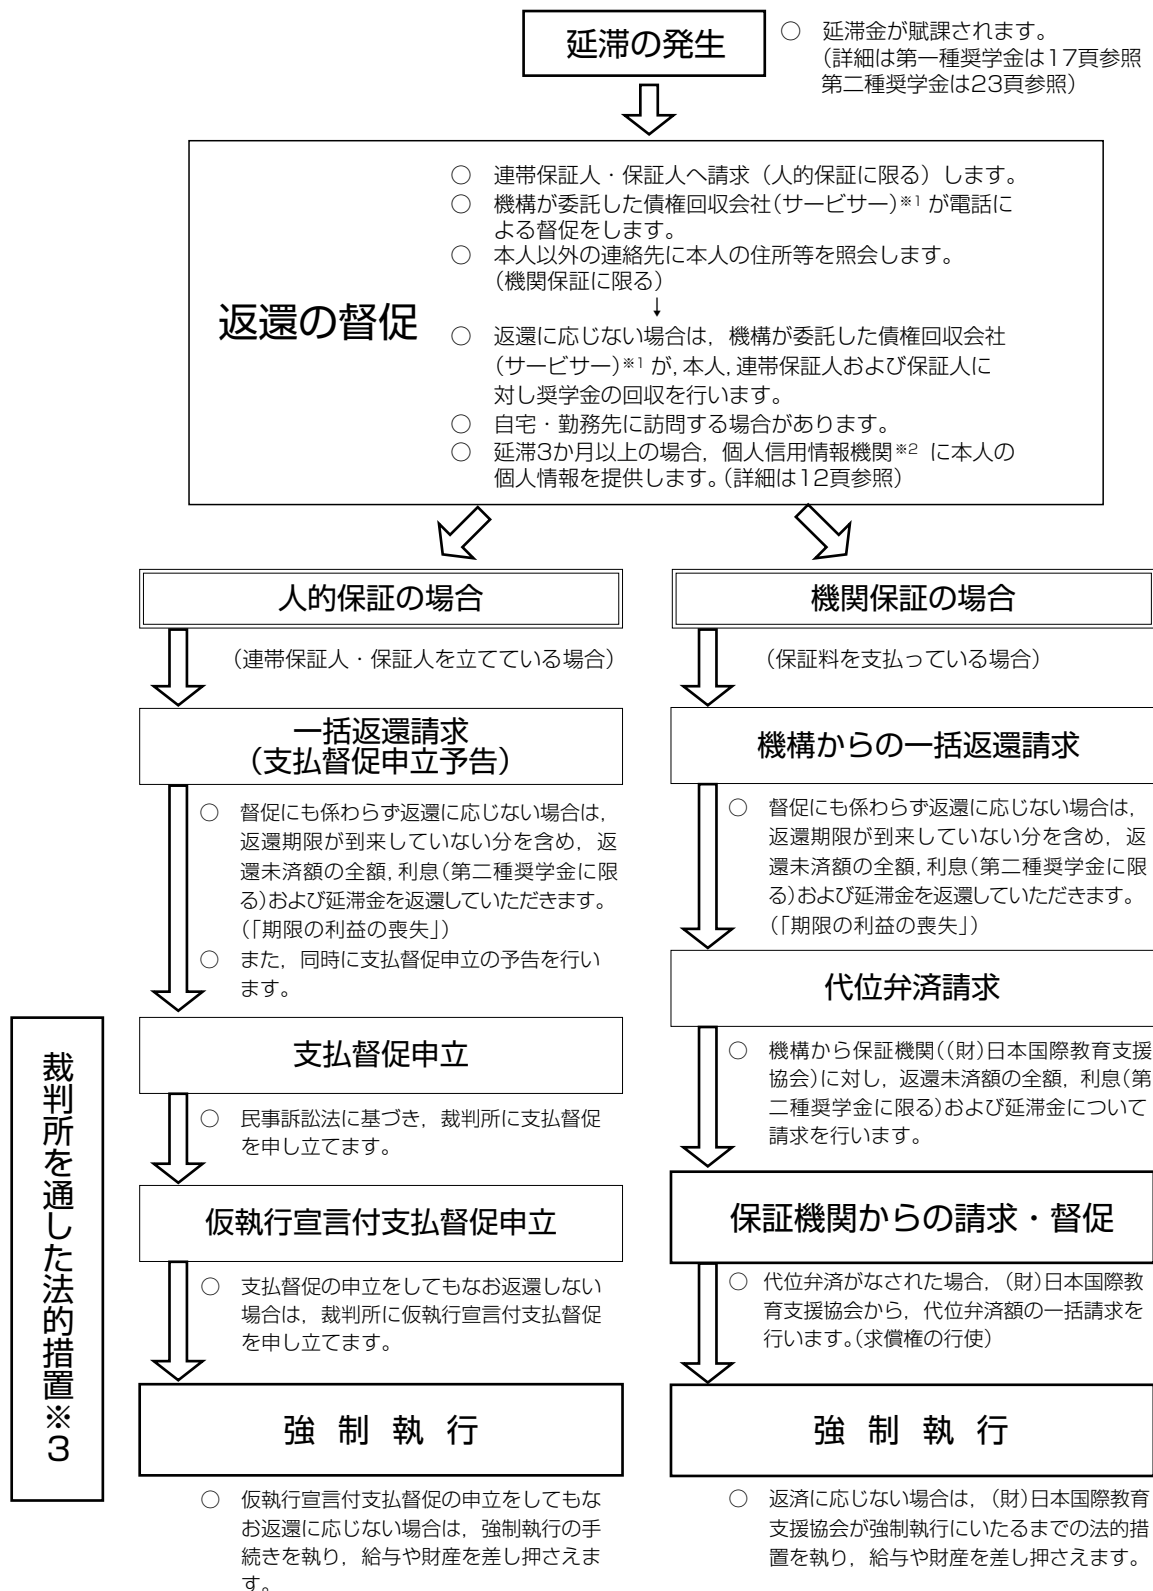 延滞の発生
○ 延滞金が賦課されます。
(詳細は第一種奨学金は17頁参照
第二種奨学金は23頁参照)
返還の督促
○ 連帯保証人・保証人へ請求(人的保証に限る)します。
○ 機構が委託した債権回収会社(サービサー)※1 が電話に
よる督促をします。
○ 本人以外の連絡先に本人の住所等を照会します。
(機関保証に限る)
↓
○ 返還に応じない場合は，機構が委託した債権回収会社
(サービサー)※1 が，本人，連帯保証人および保証人に
対し奨学金の回収を行います。
○ 自宅・勤務先に訪問する場合があります。
○ 延滞3か月以上の場合，個人信用情報機関※2 に本人の
個人情報を提供します。(詳細は12頁参照)
人的保証の場合
(連帯保証人・保証人を立てている場合)
一括返還請求
(支払督促申立予告)
○ 督促にも係わらず返還に応じない場合は，
返還期限が到来していない分を含め，返
還未済額の全額，利息(第二種奨学金に限
る)および延滞金を返還していただきます。
(「期限の利益の喪失」)
○ また，同時に支払督促申立の予告を行い
ます。
裁判所を通した法的措置※3
支払督促申立
○ 民事訴訟法に基づき，裁判所に支払督促
を申し立てます。
仮執行宣言付支払督促申立
○ 支払督促の申立をしてもなお返還しない
場合は，裁判所に仮執行宣言付支払督促
を申し立てます。
強制執行
○ 仮執行宣言付支払督促の申立をしてもな
お返還に応じない場合は，強制執行の手
続きを執り，給与や財産を差し押さえま
す。
機関保証の場合
(保証料を支払っている場合)
機構からの一括返還請求
○ 督促にも係わらず返還に応じない場合は，
返還期限が到来していない分を含め，返
還未済額の全額，利息(第二種奨学金に限
る)および延滞金を返還していただきます。
(「期限の利益の喪失」)
代位弁済請求
○ 機構から保証機関((財)日本国際教育支援
協会)に対し，返還未済額の全額，利息(第
二種奨学金に限る)および延滞金について
請求を行います。
保証機関からの請求・督促
○ 代位弁済がなされた場合，(財)日本国際教
育支援協会から，代位弁済額の一括請求を
行います。(求償権の行使)
強制執行
○ 返済に応じない場合は，(財)日本国際教育
支援協会が強制執行にいたるまでの法的措
置を執り，給与や財産を差し押さえます。